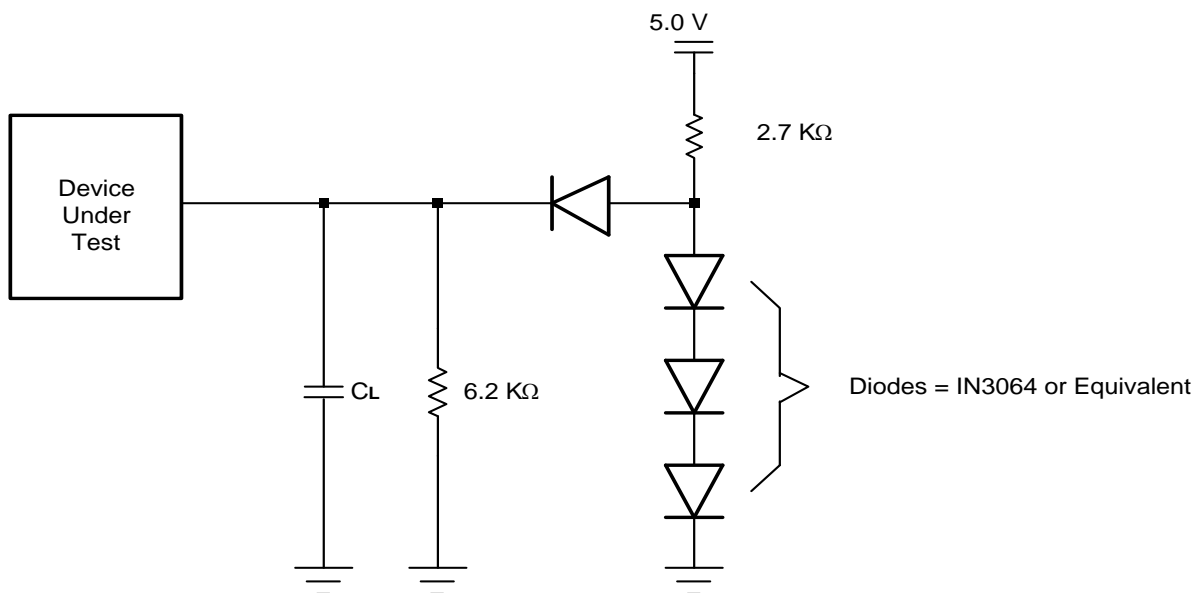 5.0 V
2.7 KΩ
Device
Under
Test
CL
6.2 KΩ
Diodes = IN3064 or Equivalent